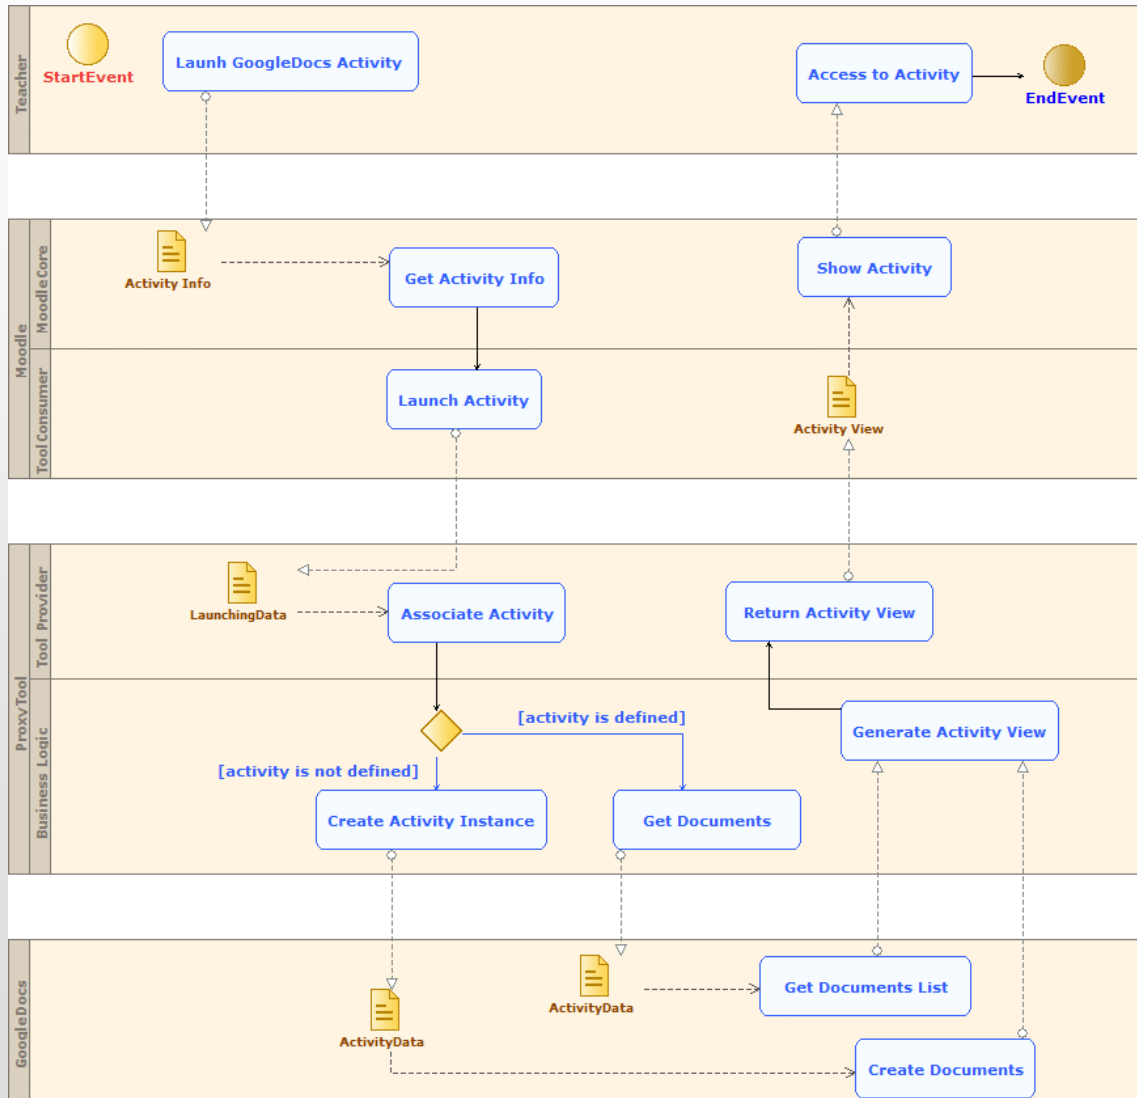 Teacher
StartEvent
Launh GoogleDocs Activity
Access to Activity
EndEvent
Moodle
MoodleCore
Activity Info
Get Activity Info
Show Activity
Tool Consumer
Launch Activity
Activity View
ProxyTool
Tool Provider
LaunchingData
Associate Activity
Return Activity View
Business Logic
[activity is defined]
Generate Activity View
[activity is not defined]
Create Activity Instance
Get Documents
GoogleDocs
ActivityData
Get Documents List
ActivityData
Create Documents